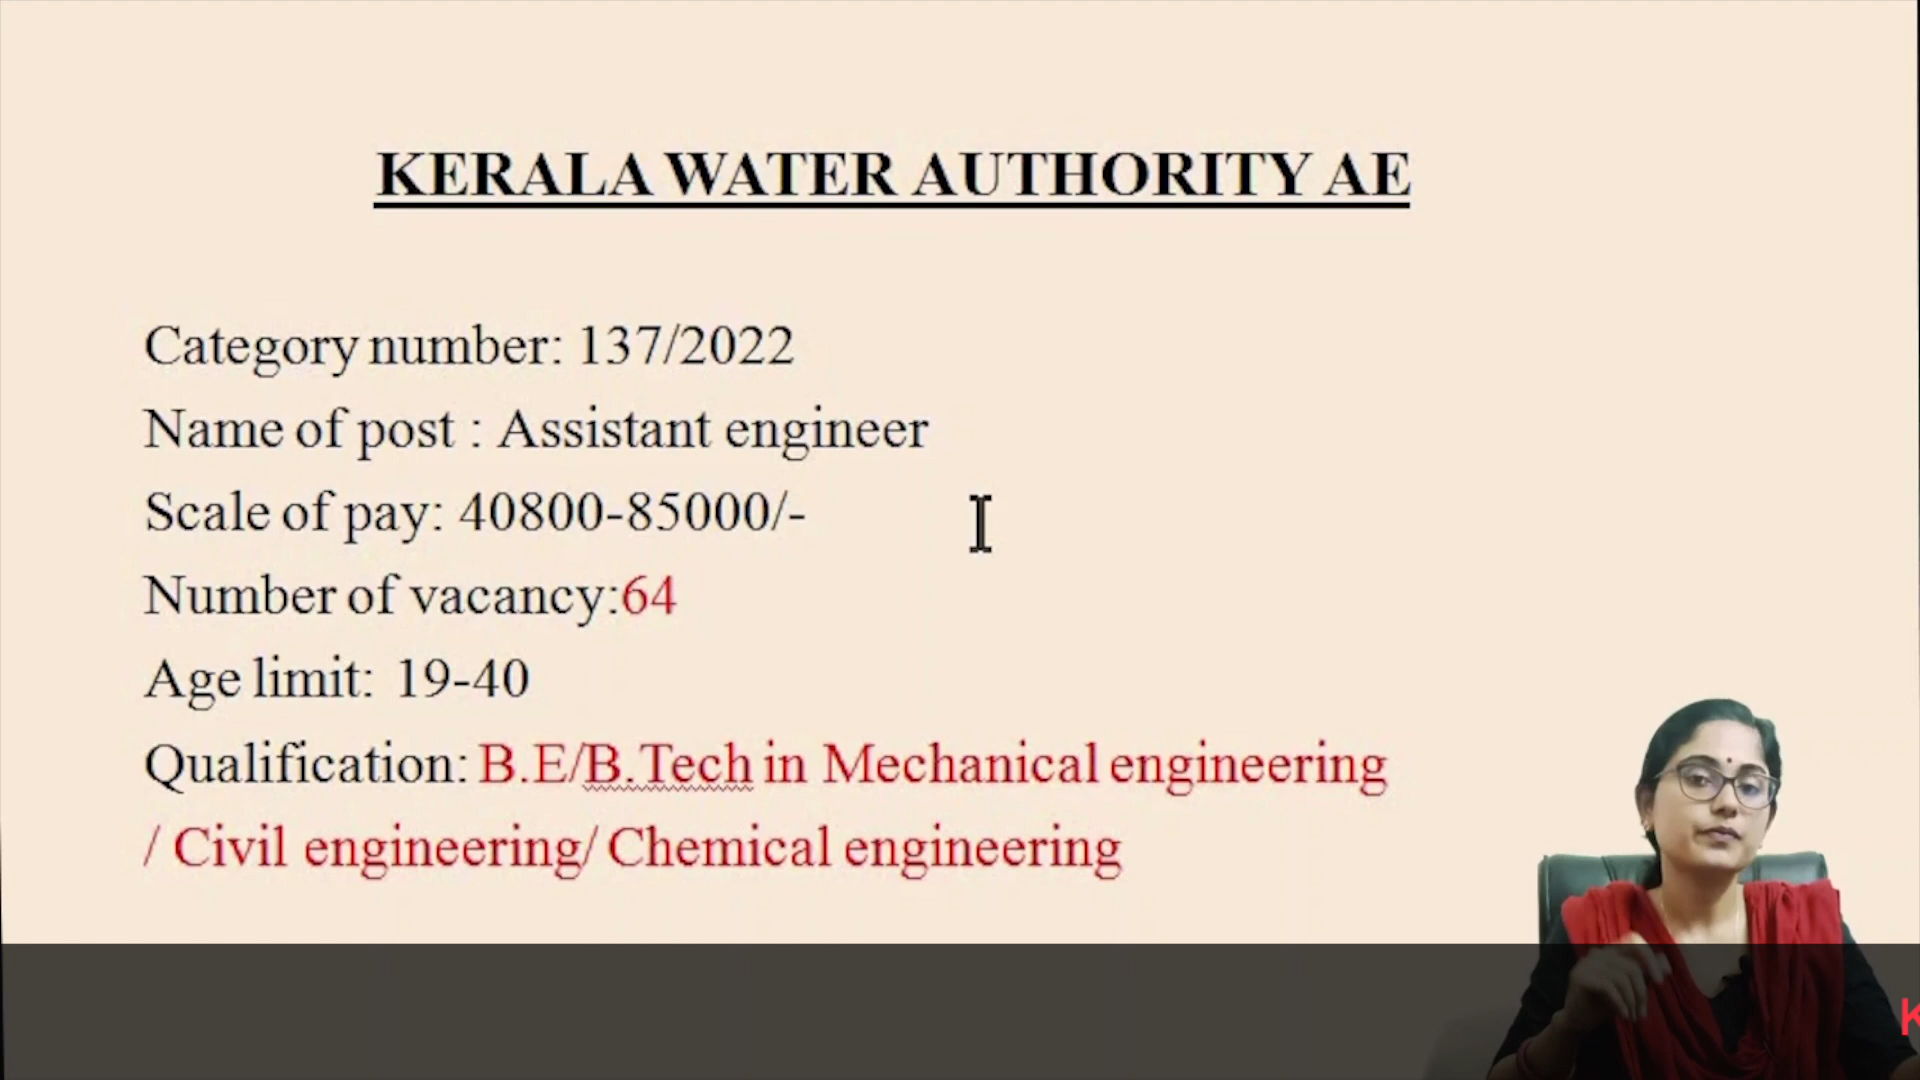 KERALA WATER AUTHORITY AE
Category number: 137/2022
Name of post : Assistant engineer
Scale of pay: 40800-85000/-
Number of vacancy:64
Age limit: 19-40
Qualification: B.E/B.Tech in Mechanical engineering
/ Civil engineering/ Chemical engineering
K